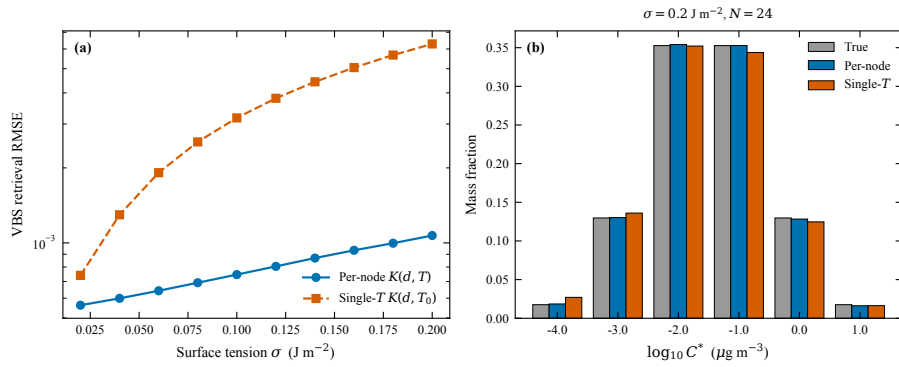 (a)
VBS retrieval RMSE
10⁻³
Per-node K(d, T)
Single-T K(d, T₀)
0.025 0.050 0.075 0.100 0.125 0.150 0.175 0.200
Surface tension σ (J m⁻²)
σ = 0.2 J m⁻², N = 24
(b)
True
Per-node
Single-T
Mass fraction
0.35
0.30
0.25
0.20
0.15
0.10
0.05
0.00
-4.0 -3.0 -2.0 -1.0 0.0 1.0
log₁₀ C* (μg m⁻³)